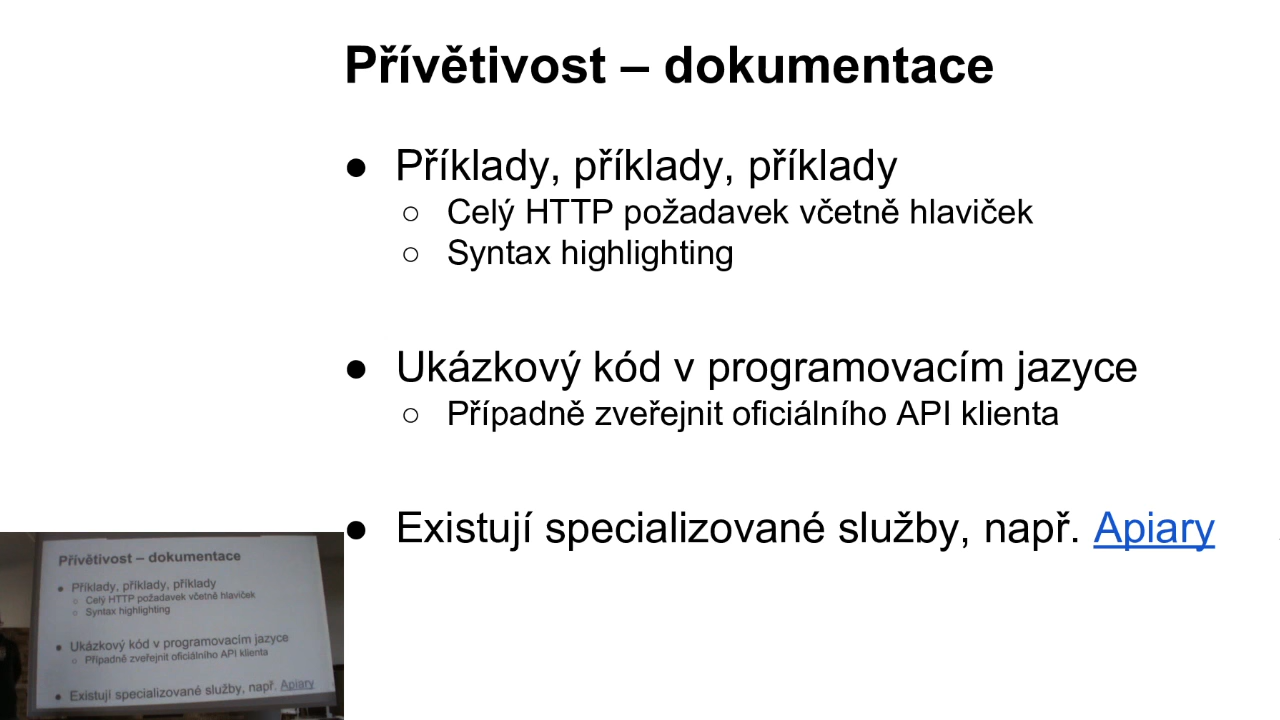 Přívětivost – dokumentace
● Příklady, příklady, příklady
○ Celý HTTP požadavek včetně hlaviček
○ Syntax highlighting
● Ukázkový kód v programovacím jazyce
○ Případně zveřejnit oficiálního API klienta
● Existují specializované služby, např. Apiary
Přívětivost – dokumentace
● Příklady, příklady, příklady
○ Celý HTTP požadavek včetně hlaviček
○ Syntax highlighting
● Ukázkový kód v programovacím jazyce
○ Případně zveřejnit oficiálního API klienta
● Existují specializované služby, např. Apiary